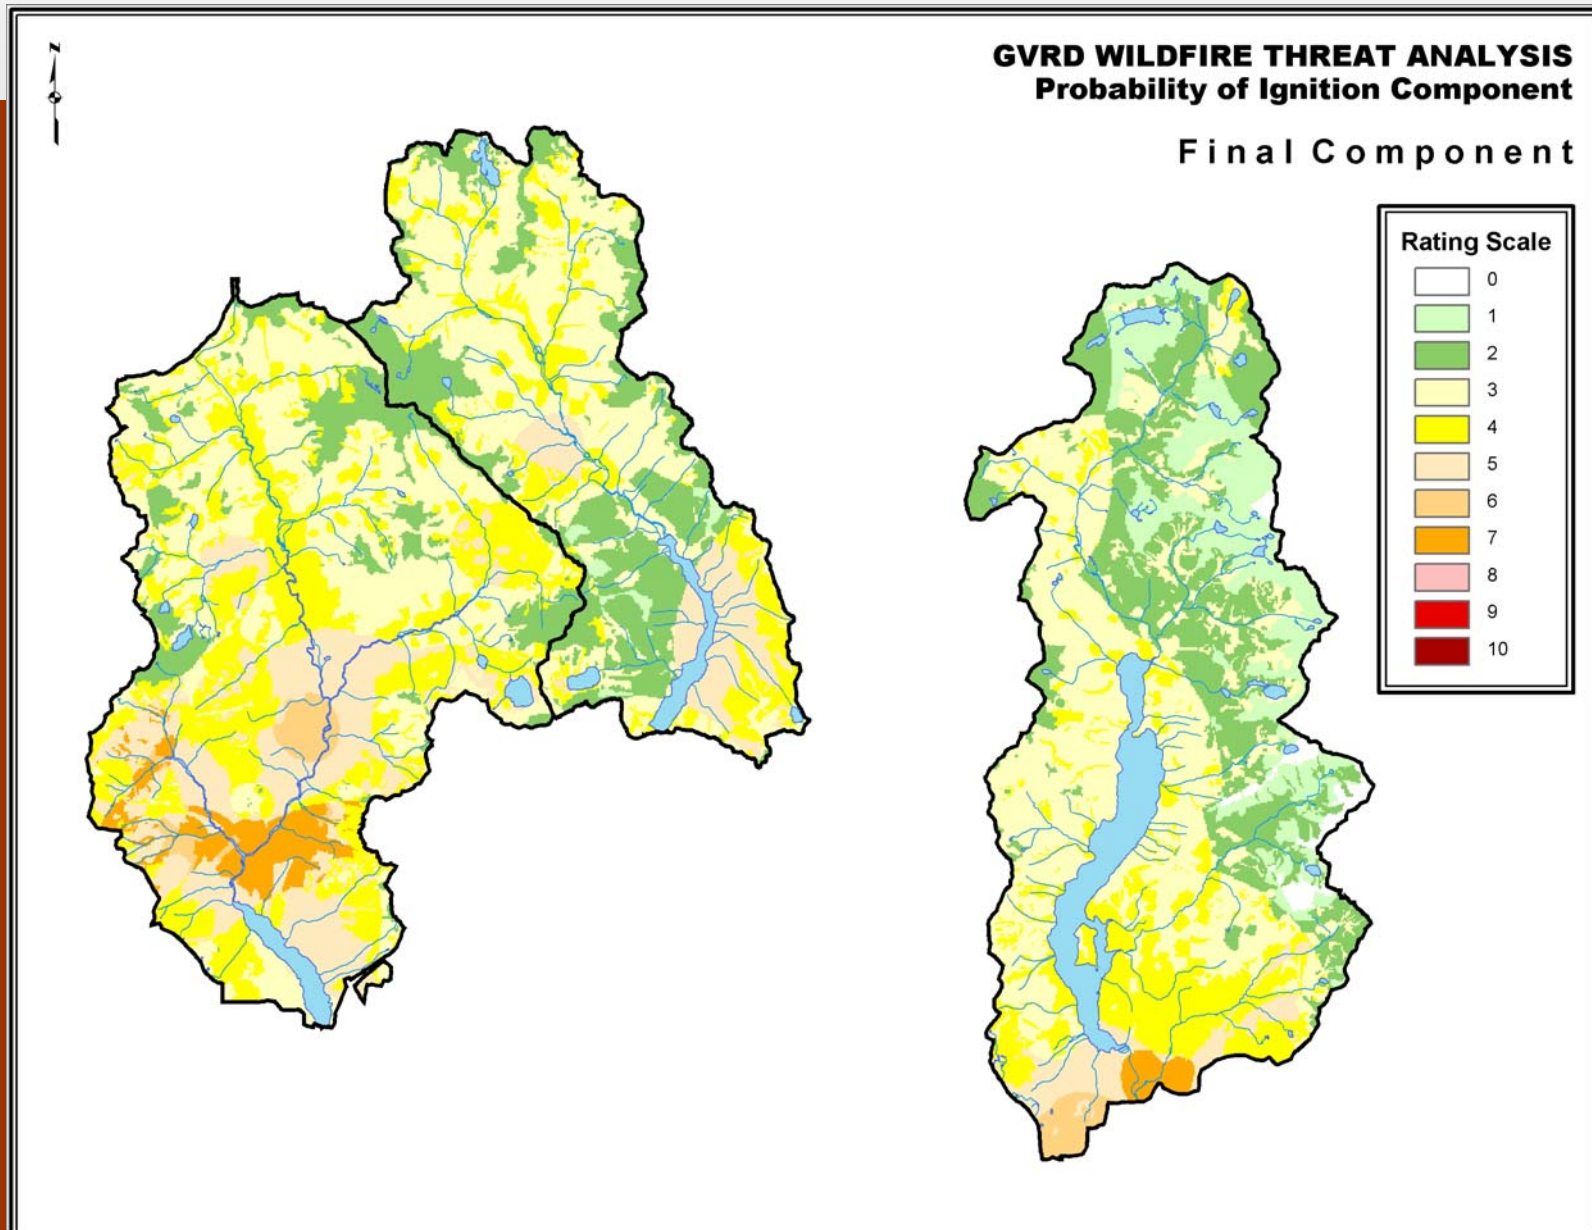 N
GVRD WILDFIRE THREAT ANALYSIS
Probability of Ignition Component
Final Component
Rating Scale
0
1
2
3
4
5
6
7
8
9
10